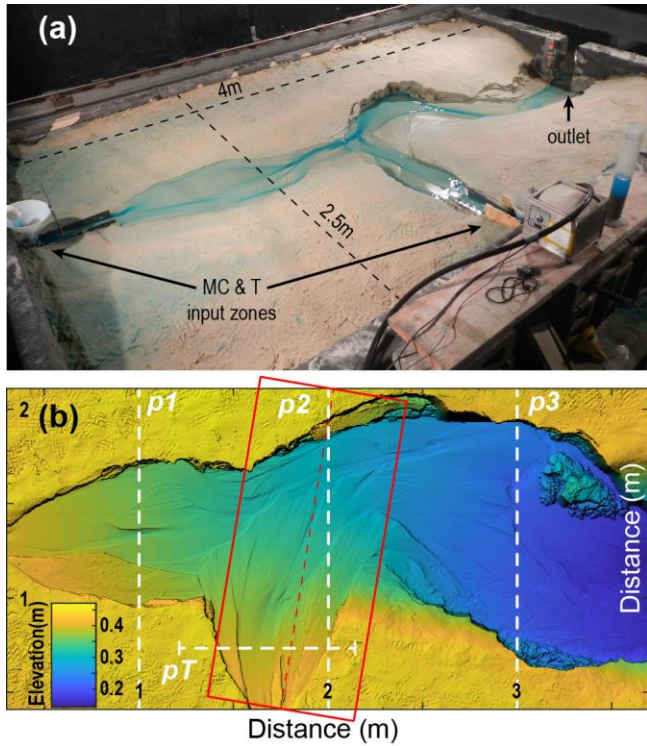 (a)
4m
outlet
2.5m
MC & T
input zones
(b)
2
p1
p2
p3
Distance (m)
1
Elevation(m)
0.4
0.3
0.2
pT
1
2
3
Distance (m)